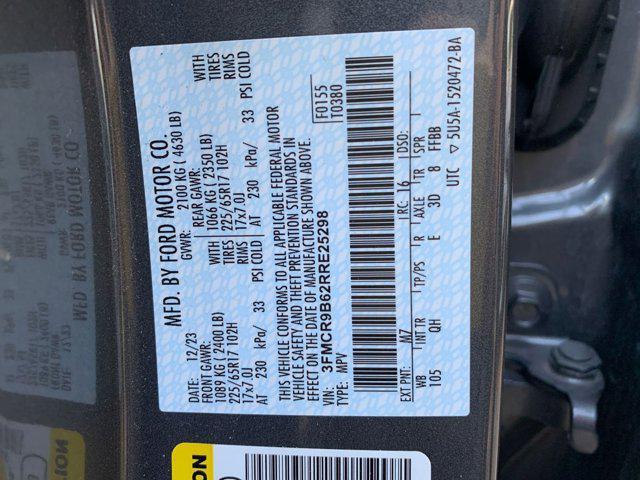 MFD. BY FORD MOTOR CO.
DATE: 12/23 GVWR: 2100 KG ( 4630 LB)
FRONT GAWR: REAR GAWR:
1089 KG ( 2400 LB) 1066 KG ( 2350 LB) WITH
225/65R17 102H 225/65R17 102H TIRES
17x7.0J 17x7.0J RIMS
AT 230 kPa/ 33 PSI COLD AT 230 kPa/ 33 PSI COLD
THIS VEHICLE CONFORMS TO ALL APPLICABLE FEDERAL MOTOR
VEHICLE SAFETY AND THEFT PREVENTION STANDARDS IN
EFFECT ON THE DATE OF MANUFACTURE SHOWN ABOVE.
VIN: 3FMCR9B62RRE25298
TYPE: MPV
F0155
T03B0
EXT PNT: M7 RC: 16 DSO:
WB INT TR TP/PS R AXLE TR SPR
105 QH E 3D 8 FFBB
UTC ▽ 5U5A-1520472-BA